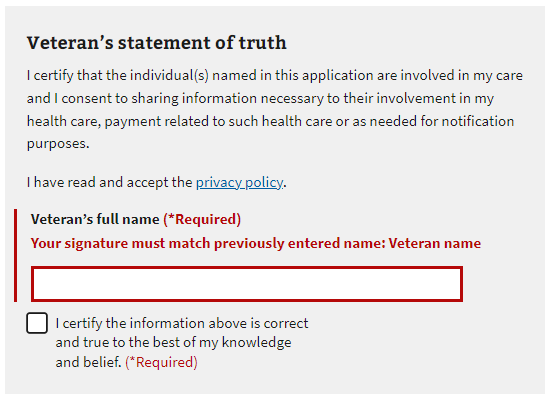 Veteran’s statement of truth
I certify that the individual(s) named in this application are involved in my care
and I consent to sharing information necessary to their involvement in my
health care, payment related to such health care or as needed for notification
purposes.
I have read and accept the privacy policy.
Veteran’s full name (*Required)
Your signature must match previously entered name: Veteran name
I certify the information above is correct
and true to the best of my knowledge
and belief. (*Required)